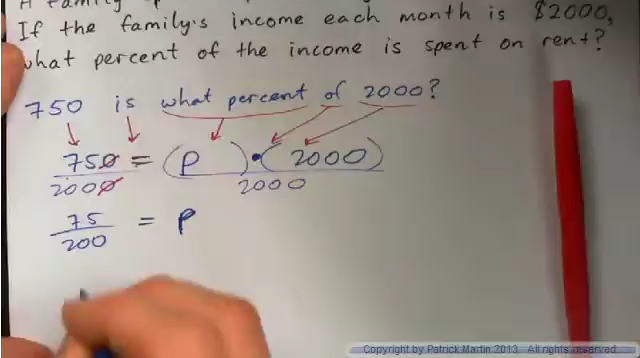 A family
If the family's income each month is $2000,
what percent of the income is spent on rent?
750 is what percent of 2000?
750 = (P ) • (2000)
2000 2000
75 = P
200
Copyright by Patrick Martin 2013. All rights reserved.